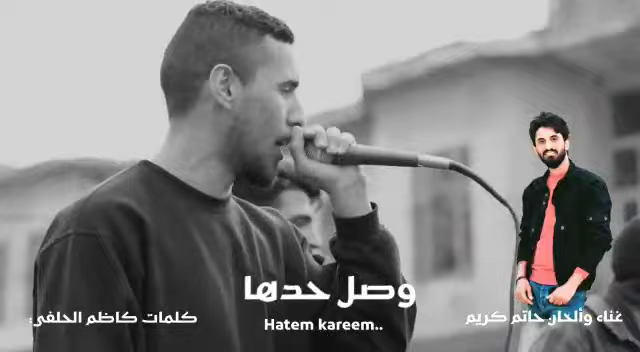 وصل حدها
Hatem kareem..
غناء وألحان: حاتم كريم
كلمات كاظم الحلفي: